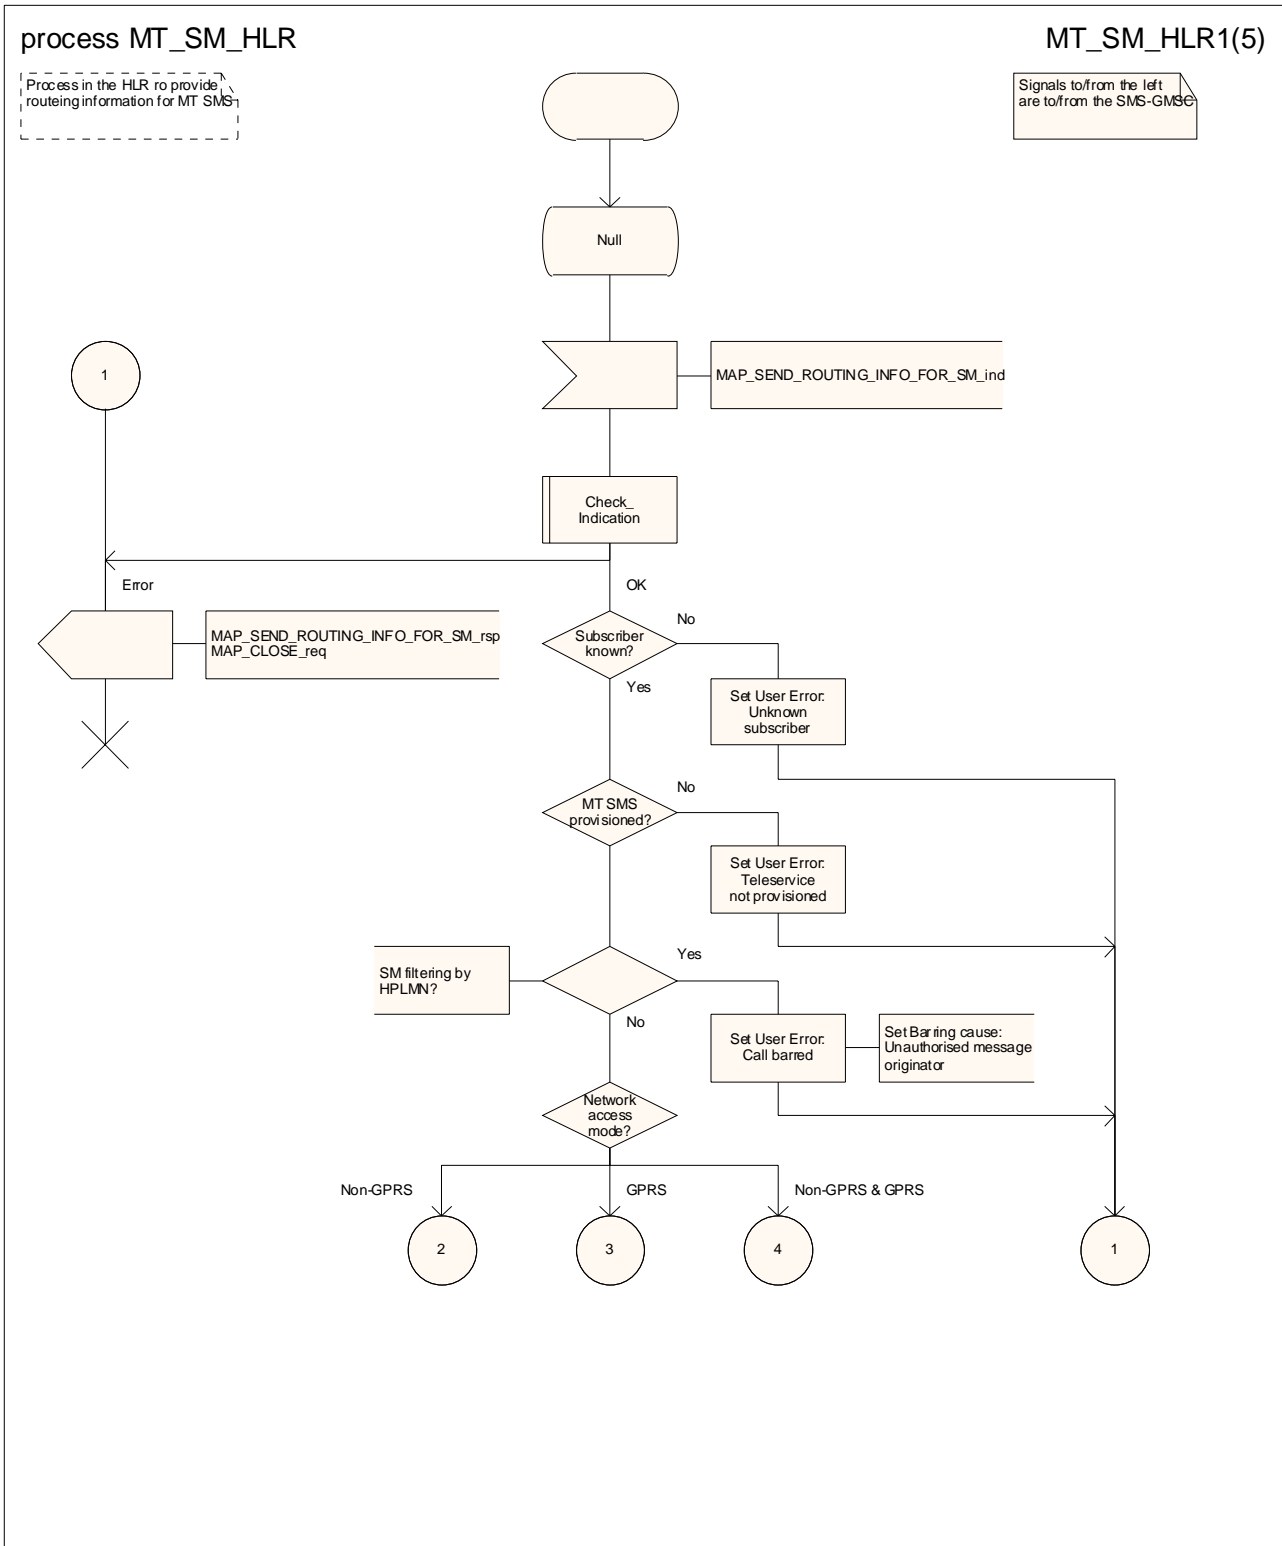 process MT_SM_HLR
MT_SM_HLR1(5)
Process in the HLR ro provide
routeing information for MT SMS
Signals to/from the left
are to/from the SMS-GMSC
Null
1
MAP_SEND_ROUTING_INFO_FOR_SM_ind
Check_
Indication
Error
OK
MAP_SEND_ROUTING_INFO_FOR_SM_rsp
MAP_CLOSE_req
Subscriber
known?
No
Yes
Set User Error:
Unknown
subscriber
MT SMS
provisioned?
No
Set User Error:
Teleservice
not provisioned
SM filtering by
HPLMN?
Yes
No
Set User Error:
Call barred
Set Barring cause:
Unauthorised message
originator
Network
access
mode?
Non-GPRS
GPRS
Non-GPRS & GPRS
2
3
4
1